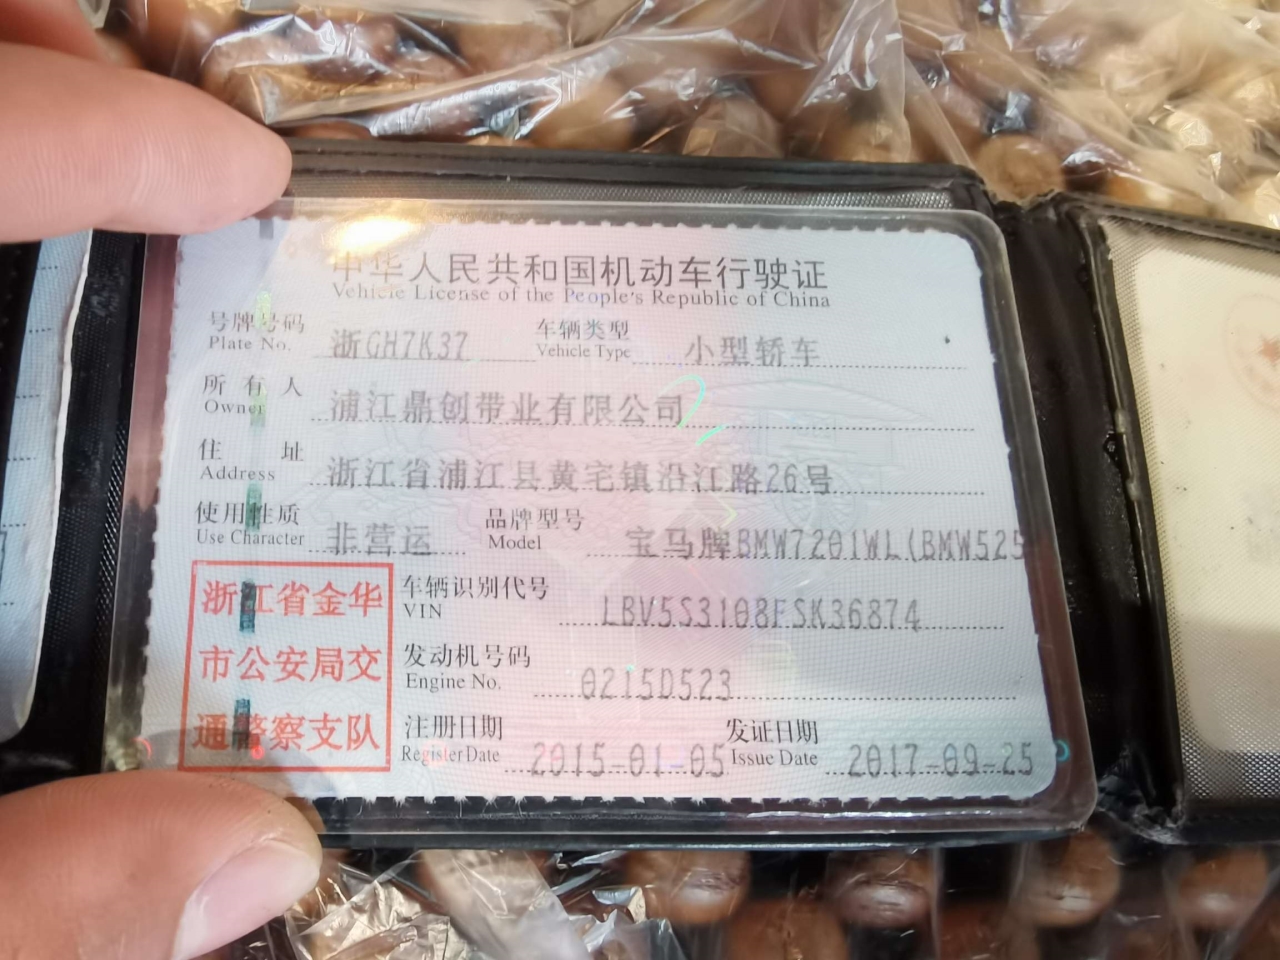 中华人民共和国机动车行驶证
Vehicle License of the People's Republic of China
号牌号码 浙GH7K37 车辆类型 小型轿车
Plate No. Vehicle Type
所有人 浦江鼎创带业有限公司
Owner
住址 浙江省浦江县黄宅镇沿江路26号
Address
使用性质 非营运 品牌型号 宝马牌BMW7201WL(BMW525
Use Character Model
浙江省金华
市公安局交
通警察支队
车辆识别代号 LBV5S3108FSK36874
VIN
发动机号码 0215D523
Engine No.
注册日期 2015-01-05 发证日期 2017-09-25
Register Date Issue Date